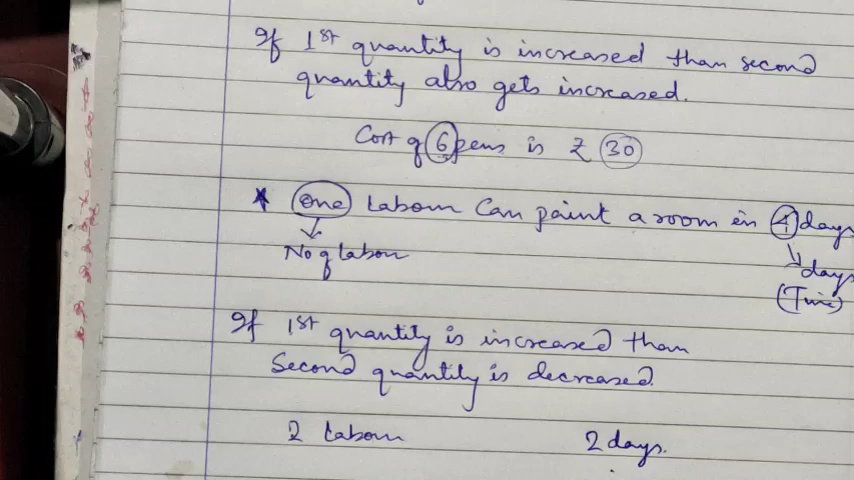 If 1st quantity is increased than second
quantity also gets increased.
Cost of 6 pens is ₹ 30
* One Labour Can paint a room in 4 days
No of labour
days
(Time)
If 1st quantity is increased than
Second quantity is decreased.
2 Labour 2 days.